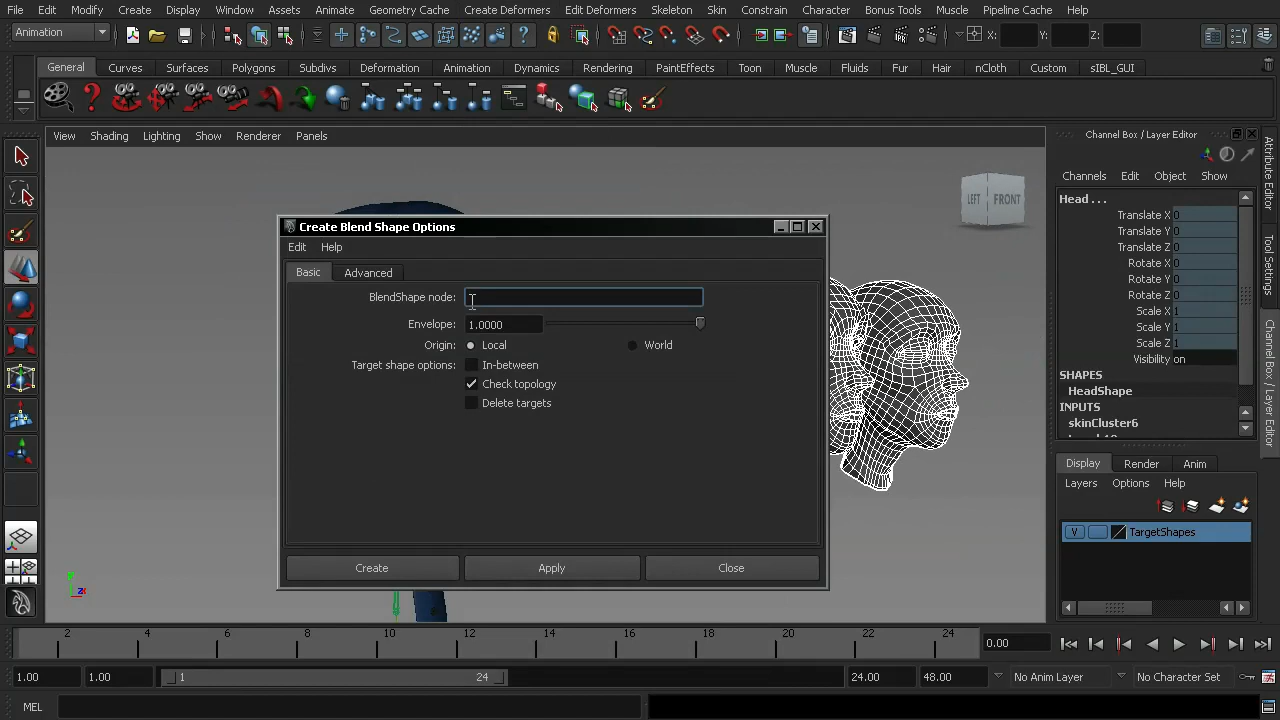 File Edit Modify Create Display Window Assets Animate Geometry Cache Create Deformers Edit Deformers Skeleton Skin Constrain Character Bonus Tools Muscle Pipeline Cache Help
Animation X: Y: Z:
General Curves Surfaces Polygons Subdivs Deformation Animation Dynamics Rendering PaintEffects Toon Muscle Fluids Fur Hair nCloth Custom sIBL_GUI
View Shading Lighting Show Renderer Panels
Channel Box / Layer Editor
Channels Edit Object Show
LEFT FRONT
Head . . .
Translate X 0
Translate Y 0
Translate Z 0
Rotate X 0
Rotate Y 0
Rotate Z 0
Scale X 1
Scale Y 1
Scale Z 1
Visibility on
SHAPES
HeadShape
INPUTS
skinCluster6
Attribute Editor
Tool Settings
Channel Box / Layer Editor
Create Blend Shape Options
Edit Help
Basic Advanced
BlendShape node:
Envelope: 1.0000
Origin: Local World
Target shape options: In-between
Check topology
Delete targets
Create Apply Close
Display Render Anim
Layers Options Help
V TargetShapes
2 4 6 8 10 12 14 16 18 20 22 24
0.00
1.00 1.00 1 24 24.00 48.00 No Anim Layer No Character Set
MEL